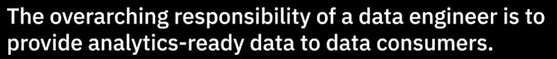 The overarching responsibility of a data engineer is to
provide analytics-ready data to data consumers.